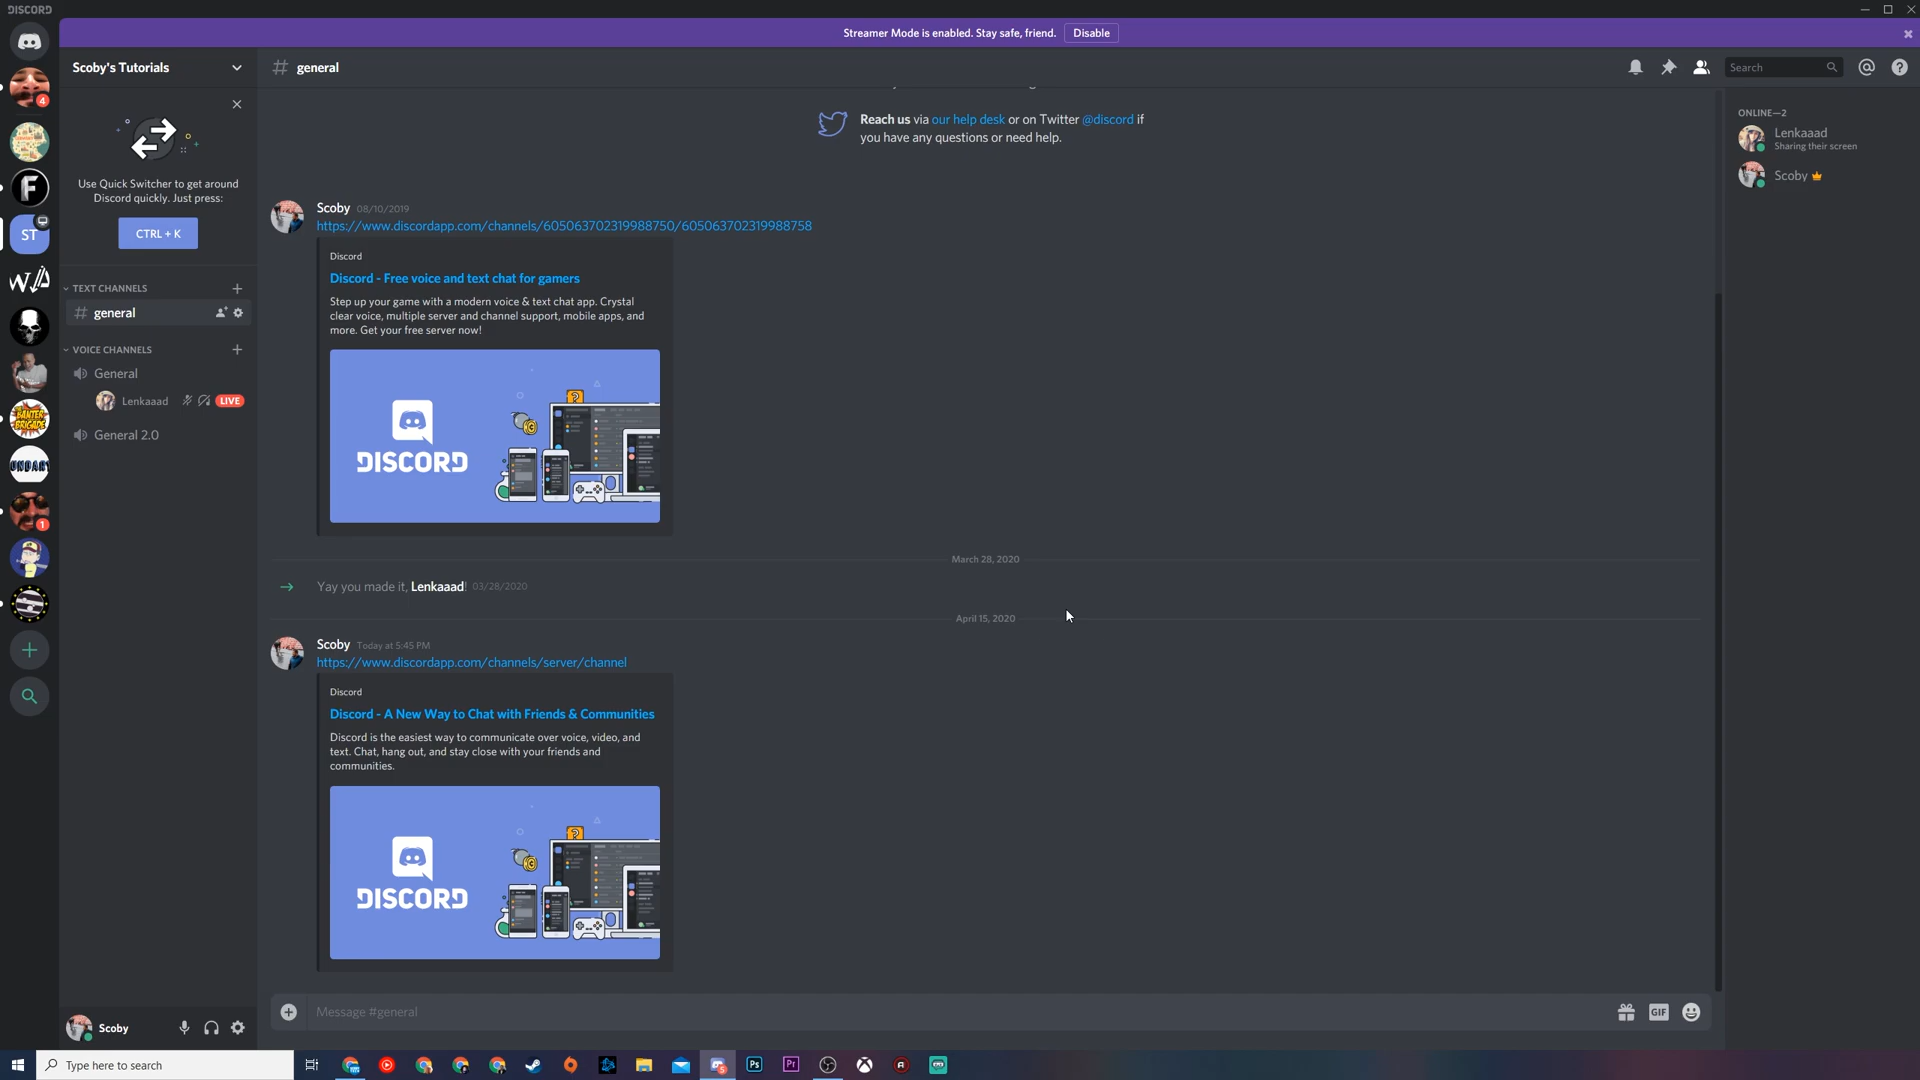 DISCORD
Streamer Mode is enabled. Stay safe, friend.
Disable
Scoby's Tutorials
# general
Search
Use Quick Switcher to get around
Discord quickly. Just press:
CTRL + K
TEXT CHANNELS
# general
VOICE CHANNELS
General
Lenkaaad
LIVE
General 2.0
4
F
ST
BANTER
BRIGADE
1
Reach us via our help desk or on Twitter @discord if
you have any questions or need help.
Scoby 08/10/2019
https://www.discordapp.com/channels/605063702319988750/605063702319988758
Discord
Discord - Free voice and text chat for gamers
Step up your game with a modern voice & text chat app. Crystal
clear voice, multiple server and channel support, mobile apps, and
more. Get your free server now!
DISCORD
March 28, 2020
Yay you made it, Lenkaaad! 03/28/2020
April 15, 2020
Scoby Today at 5:45 PM
https://www.discordapp.com/channels/server/channel
Discord
Discord - A New Way to Chat with Friends & Communities
Discord is the easiest way to communicate over voice, video, and
text. Chat, hang out, and stay close with your friends and
communities.
DISCORD
Message #general
GIF
ONLINE—2
Lenkaaad
Sharing their screen
Scoby
Scoby
Type here to search
Ps
Pr